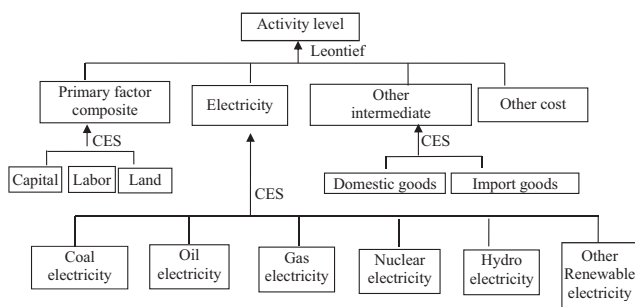 Activity level
Leontief
Primary factor
composite
Electricity
Other
intermediate
Other cost
CES
CES
Capital
Labor
Land
Domestic goods
Import goods
CES
Coal
electricity
Oil
electricity
Gas
electricity
Nuclear
electricity
Hydro
electricity
Other
Renewable
electricity